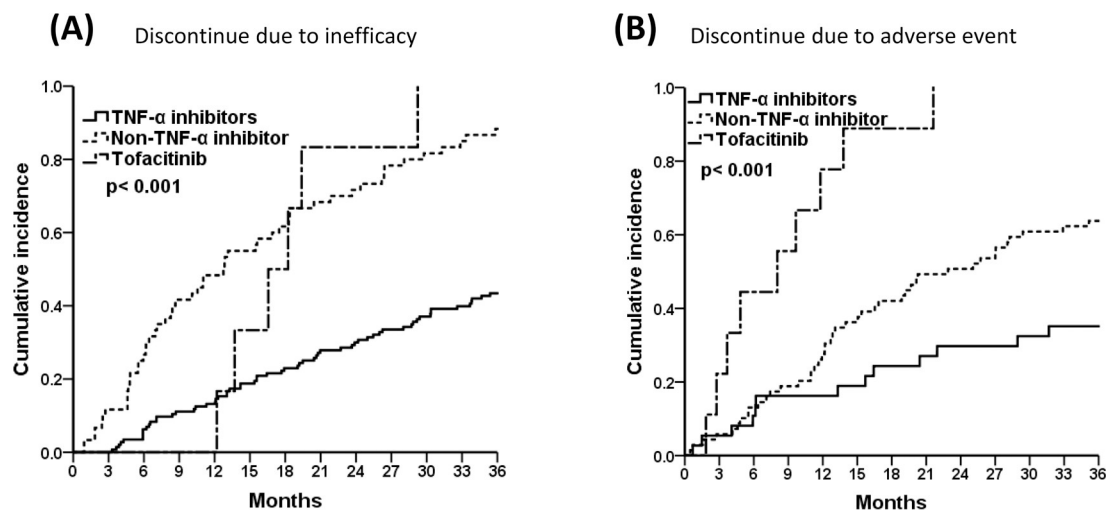 (A) Discontinue due to inefficacy
1.0
0.8
0.6
0.4
0.2
0.0
Cumulative incidence
TNF-α inhibitors
Non-TNF-α inhibitor
Tofacitinib
p< 0.001
0 3 6 9 12 15 18 21 24 27 30 33 36
Months
(B) Discontinue due to adverse event
1.0
0.8
0.6
0.4
0.2
0.0
Cumulative incidence
TNF-α inhibitors
Non-TNF-α inhibitor
Tofacitinib
p< 0.001
0 3 6 9 12 15 18 21 24 27 30 33 36
Months